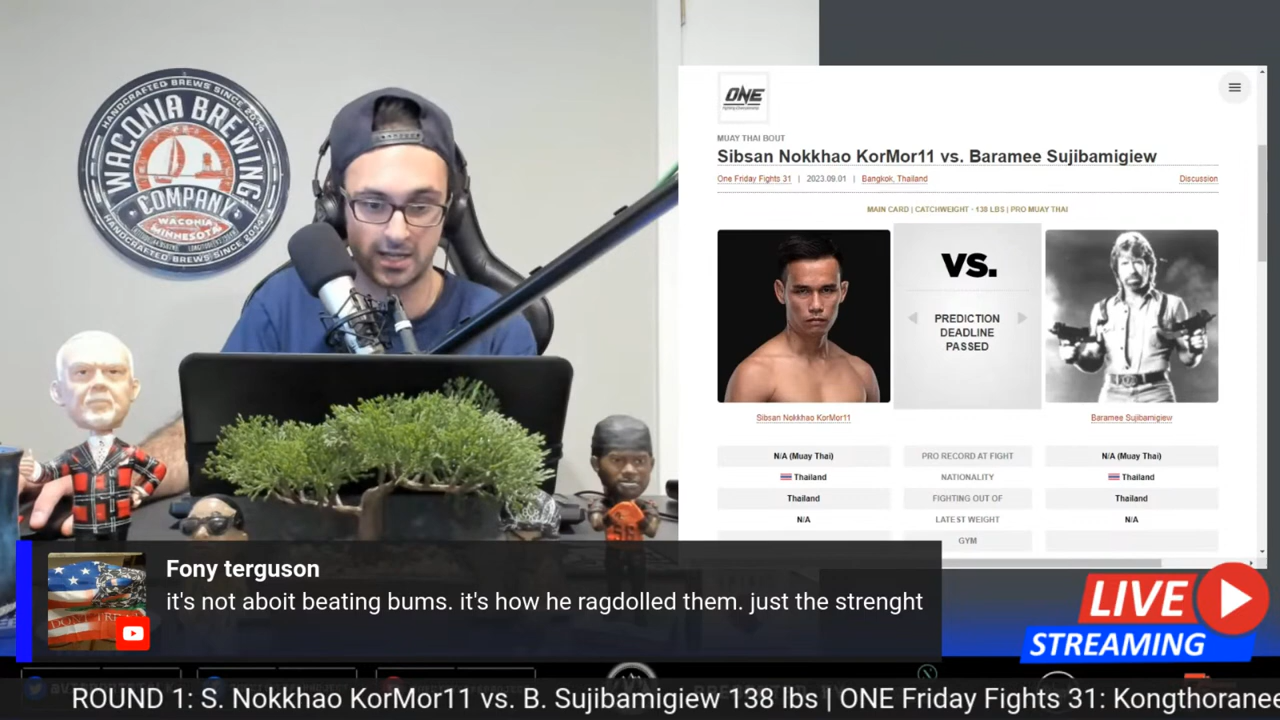 HANDCRAFTED BREWS SINCE 2014
WACONIA BREWING
COMPANY
WACONIA
MINNESOTA
HANDCRAFTED BREWS SINCE 2014
ONE
MUAY THAI BOUT
Sibsan Nokkhao KorMor11 vs. Baramee Sujibamigiew
One Friday Fights 31 | 2023.09.01 | Bangkok, Thailand
Discussion
MAIN CARD | CATCHWEIGHT - 138 LBS | PRO MUAY THAI
VS.
PREDICTION
DEADLINE
PASSED
Sibsan Nokkhao KorMor11
Baramee Sujibamigiew
N/A (Muay Thai) PRO RECORD AT FIGHT N/A (Muay Thai)
Thailand NATIONALITY Thailand
Thailand FIGHTING OUT OF Thailand
N/A LATEST WEIGHT N/A
GYM
Fony terguson
it's not aboit beating bums. it's how he ragdolled them. just the strenght
LIVE
STREAMING
ROUND 1: S. Nokkhao KorMor11 vs. B. Sujibamigiew 138 lbs | ONE Friday Fights 31: Kongthoranee